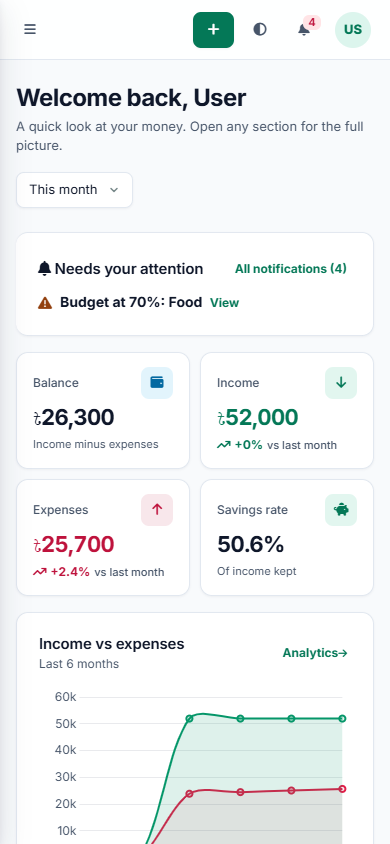 +
4
US
Welcome back, User
A quick look at your money. Open any section for the full
picture.
This month
Needs your attention
All notifications (4)
Budget at 70%: Food View
Balance
৳26,300
Income minus expenses
Income
৳52,000
+0% vs last month
Expenses
৳25,700
+2.4% vs last month
Savings rate
50.6%
Of income kept
Income vs expenses
Last 6 months
Analytics→
60k
50k
40k
30k
20k
10k